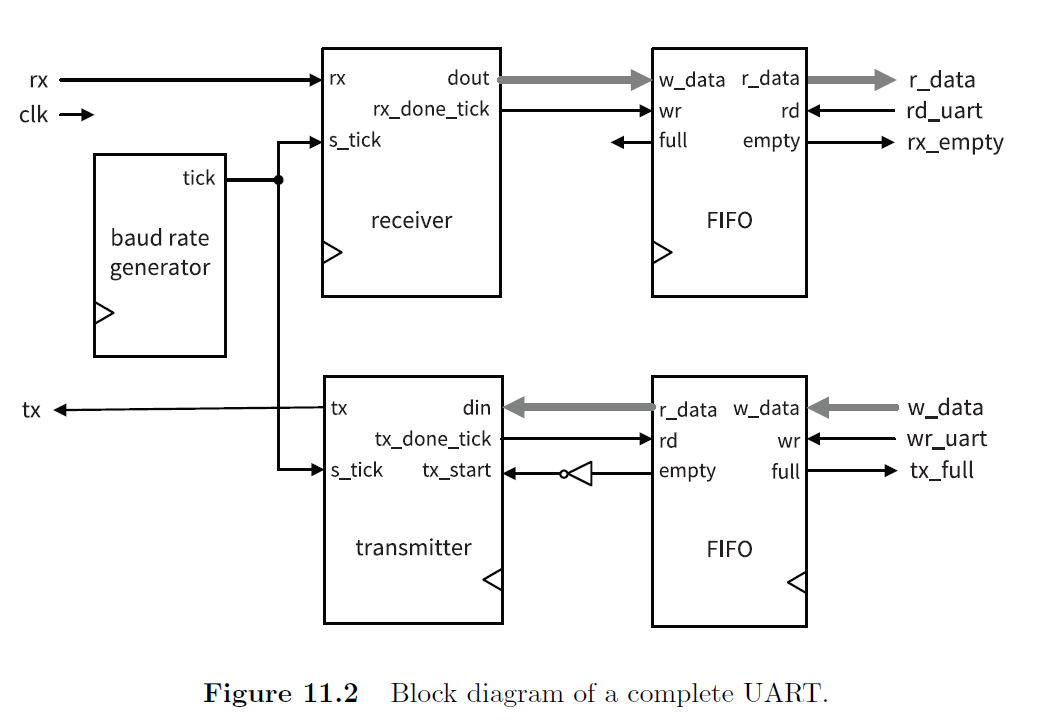 rx
clk
rx
dout
rx_done_tick
s_tick
receiver
w_data
r_data
wr
rd
full
empty
FIFO
r_data
rd_uart
rx_empty
tick
baud rate
generator
tx
tx
din
tx_done_tick
s_tick
tx_start
transmitter
r_data
w_data
rd
wr
empty
full
FIFO
w_data
wr_uart
tx_full
Figure 11.2 Block diagram of a complete UART.